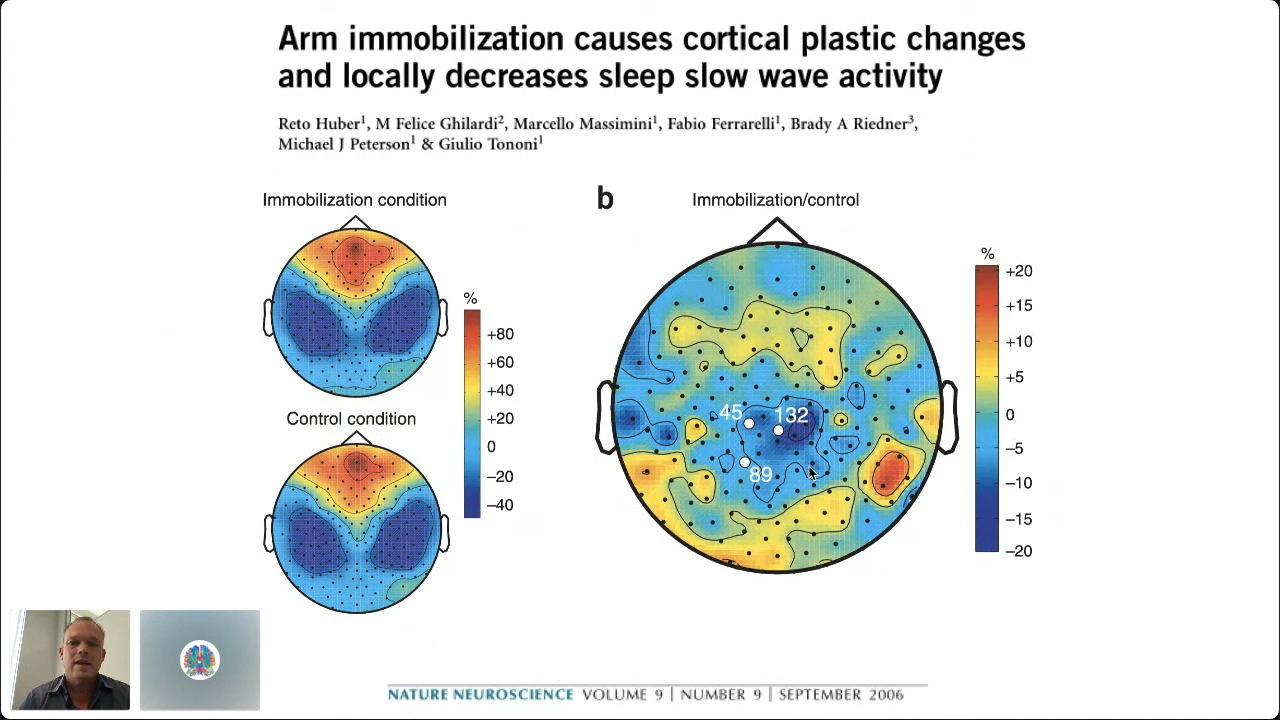 Arm immobilization causes cortical plastic changes
and locally decreases sleep slow wave activity
Reto Huber1, M Felice Ghilardi2, Marcello Massimini1, Fabio Ferrarelli1, Brady A Riedner3,
Michael J Peterson1 & Giulio Tononi1
Immobilization condition
%
+80
+60
+40
+20
0
−20
−40
Control condition
b
Immobilization/control
45
132
89
%
+20
+15
+10
+5
0
−5
−10
−15
−20
NATURE NEUROSCIENCE VOLUME 9 | NUMBER 9 | SEPTEMBER 2006